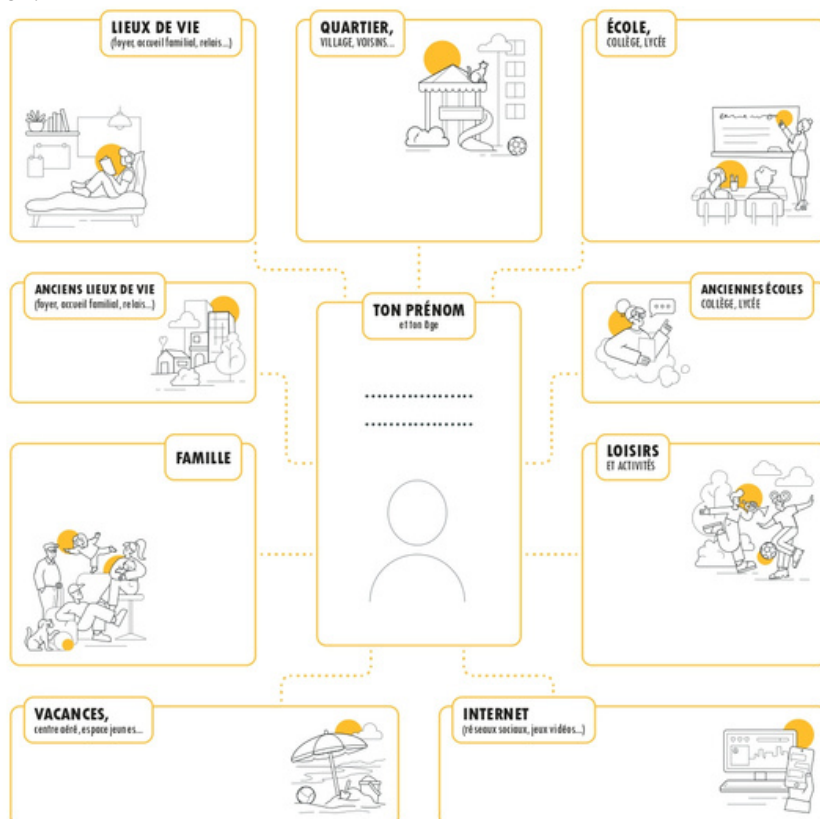 LIEUX DE VIE
(foyer, accueil familial, relais...)
QUARTIER,
VILLAGE, VOISINS...
ÉCOLE,
COLLÈGE, LYCÉE
ANCIENS LIEUX DE VIE
(foyer, accueil familial, relais...)
TON PRÉNOM
et ton âge
ANCIENNES ÉCOLES
COLLÈGE, LYCÉE
FAMILLE
LOISIRS
ET ACTIVITÉS
VACANCES,
centre aéré, espace jeunes...
INTERNET
(réseaux sociaux, jeux vidéos...)